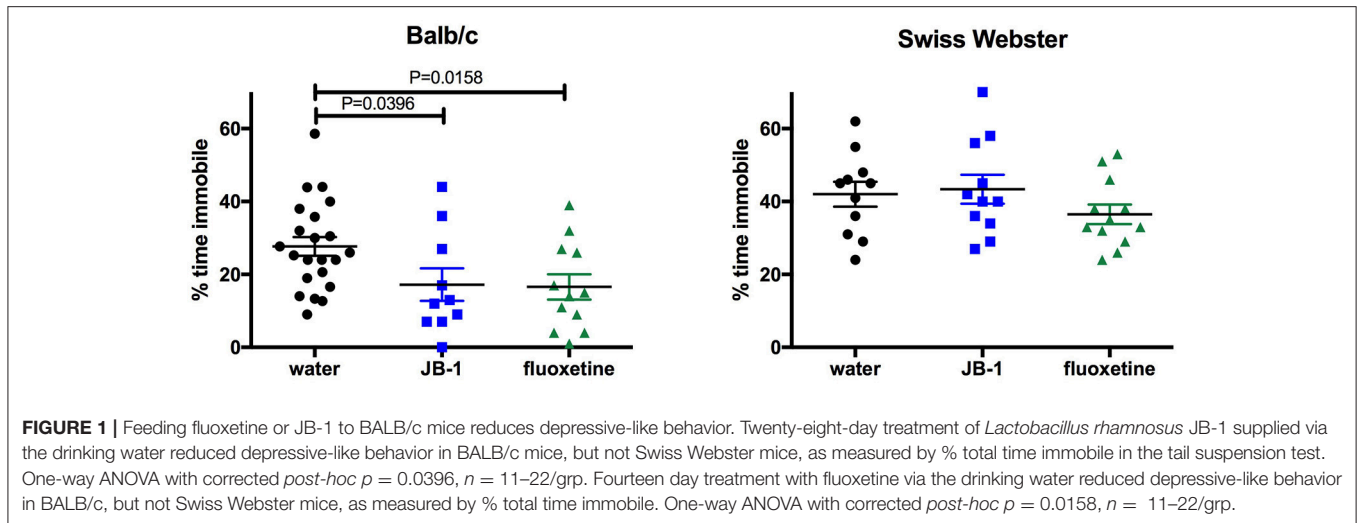 Balb/c
Swiss Webster
P=0.0158
P=0.0396
% time immobile
60
40
20
0
water
JB-1
fluoxetine
% time immobile
60
40
20
0
water
JB-1
fluoxetine
FIGURE 1 | Feeding fluoxetine or JB-1 to BALB/c mice reduces depressive-like behavior. Twenty-eight-day treatment of Lactobacillus rhamnosus JB-1 supplied via
the drinking water reduced depressive-like behavior in BALB/c mice, but not Swiss Webster mice, as measured by % total time immobile in the tail suspension test.
One-way ANOVA with corrected post-hoc p = 0.0396, n = 11–22/grp. Fourteen day treatment with fluoxetine via the drinking water reduced depressive-like behavior
in BALB/c, but not Swiss Webster mice, as measured by % total time immobile. One-way ANOVA with corrected post-hoc p = 0.0158, n = 11–22/grp.